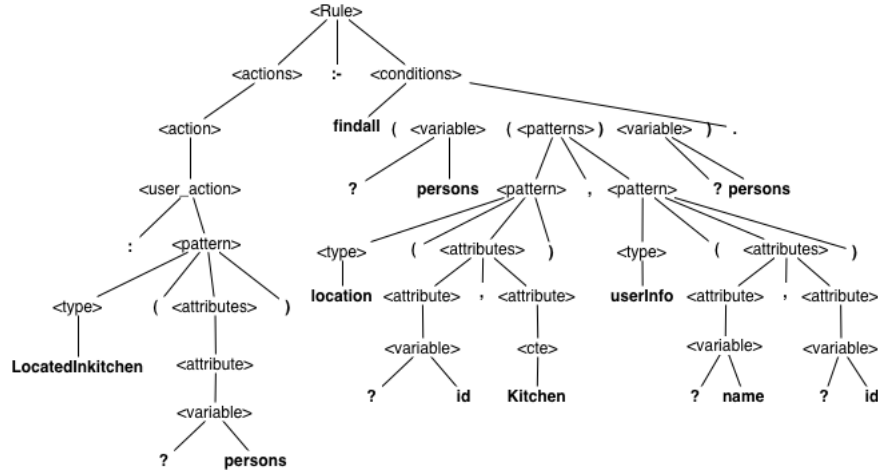 <Rule>
<actions> :- <conditions>
<action> findall ( <variable> ( <patterns> ) <variable> ) .
<user_action> ? persons <pattern> , <pattern> ? persons
: <pattern> <type> ( <attributes> ) <type> ( <attributes> )
<type> ( <attributes> ) location <attribute> , <attribute> userInfo <attribute> , <attribute>
LocatedInkitchen <attribute> <variable> <cte> <variable> <variable>
<variable> ? id Kitchen ? name ? id
? persons